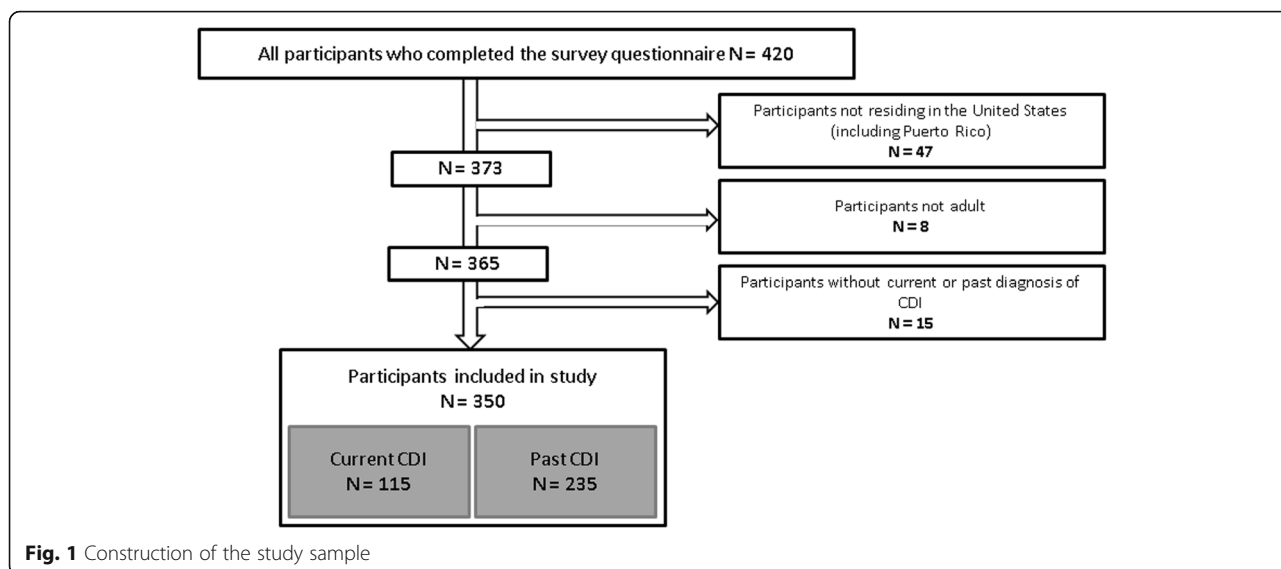 All participants who completed the survey questionnaire N= 420
Participants not residing in the United States
(including Puerto Rico)
N= 47
N= 373
Participants not adult
N= 8
N= 365
Participants without current or past diagnosis of
CDI
N= 15
Participants included in study
N= 350
Current CDI
N= 115
Past CDI
N= 235
Fig. 1 Construction of the study sample